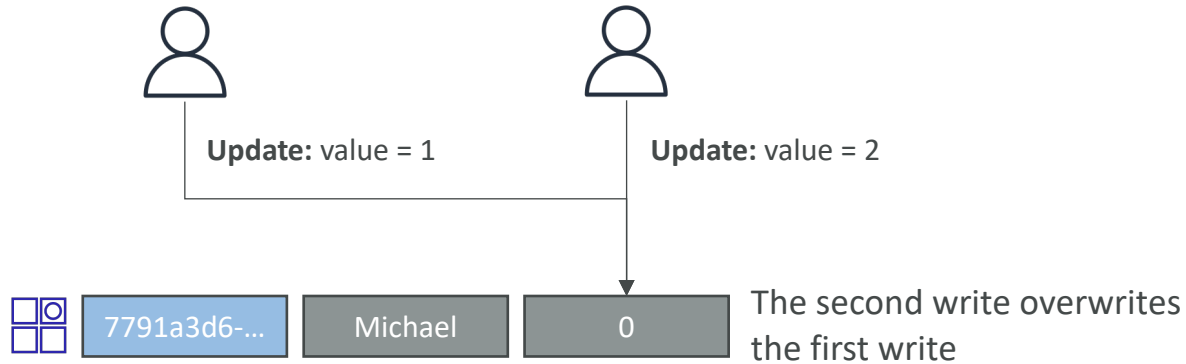 Update: value = 1
Update: value = 2
7791a3d6-...
Michael
0
The second write overwrites
the first write